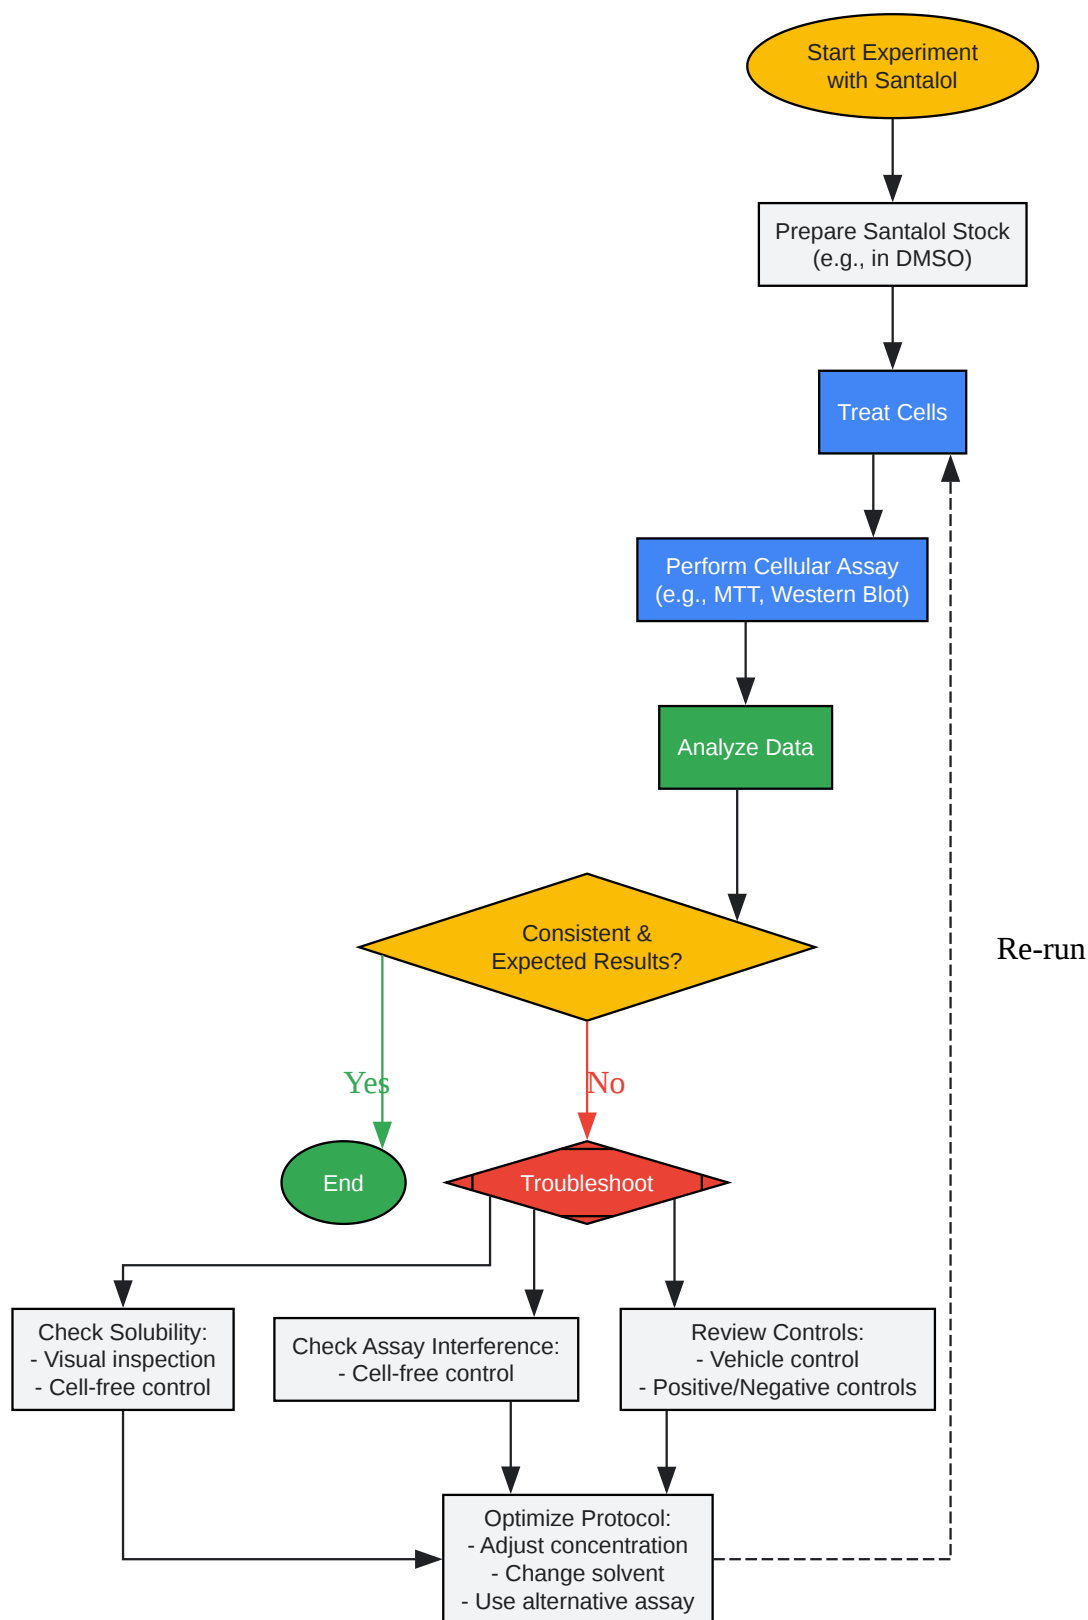 Start Experiment
with Santalol
Prepare Santalol Stock
(e.g., in DMSO)
Treat Cells
Perform Cellular Assay
(e.g., MTT, Western Blot)
Analyze Data
Consistent &
Expected Results?
Re-run
Yes
No
End
Troubleshoot
Check Solubility:
- Visual inspection
- Cell-free control
Check Assay Interference:
- Cell-free control
Review Controls:
- Vehicle control
- Positive/Negative controls
Optimize Protocol:
- Adjust concentration
- Change solvent
- Use alternative assay